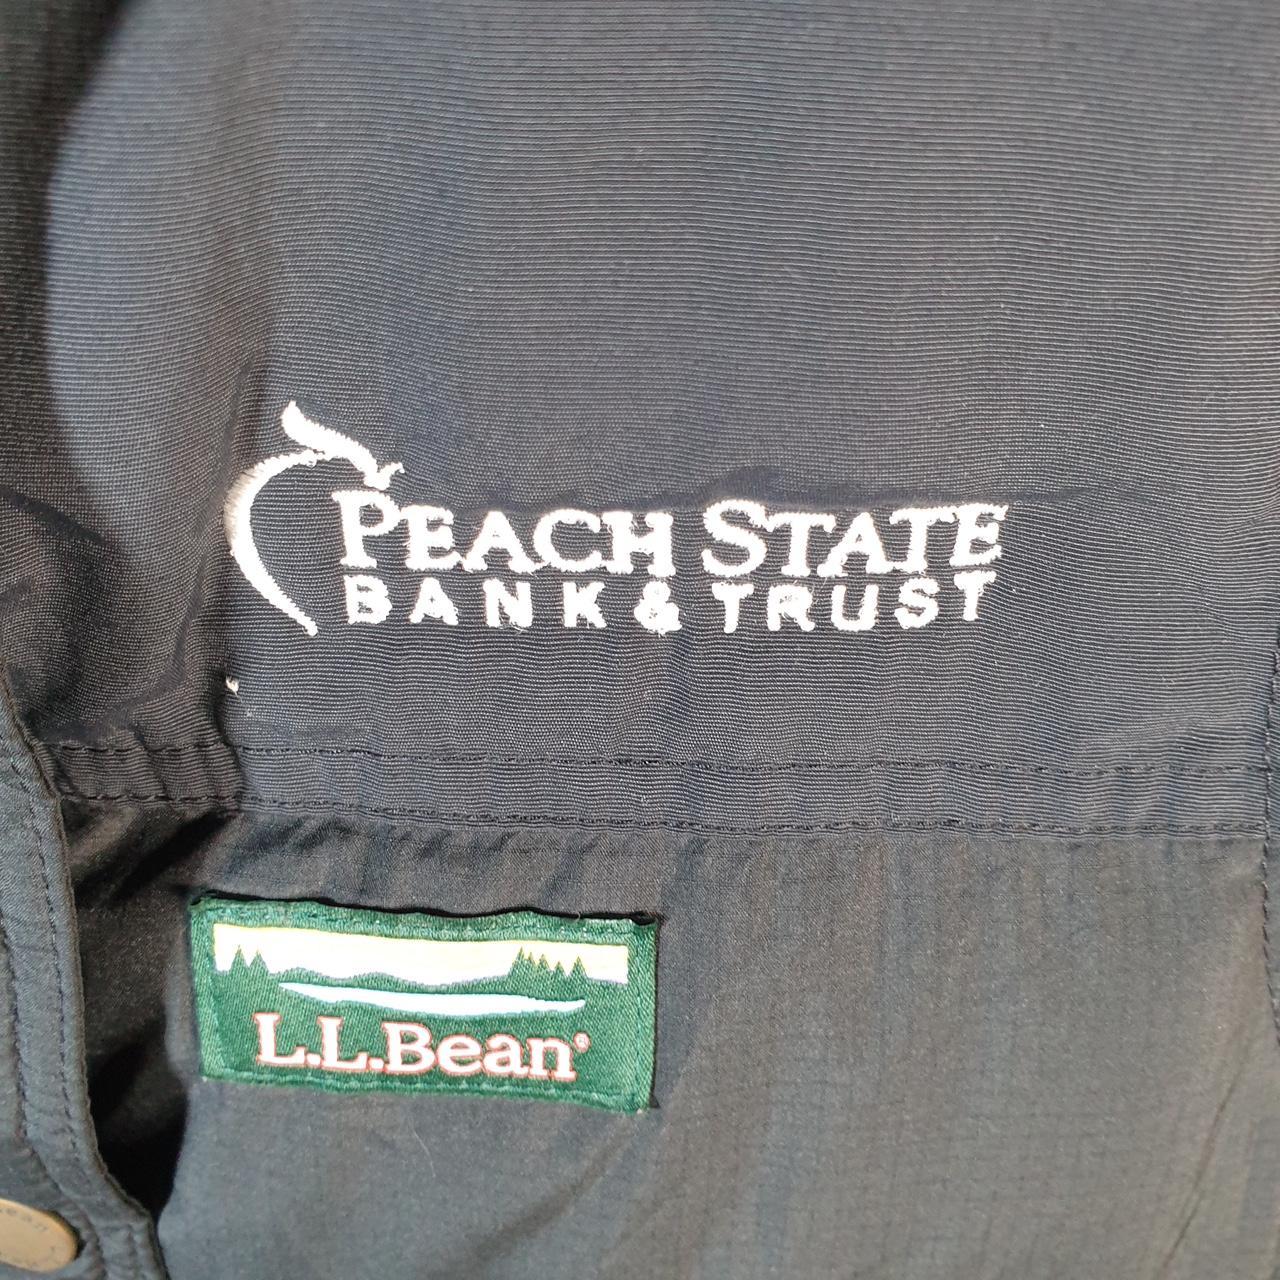 PEACH STATE
BANK & TRUST
L.L.Bean®